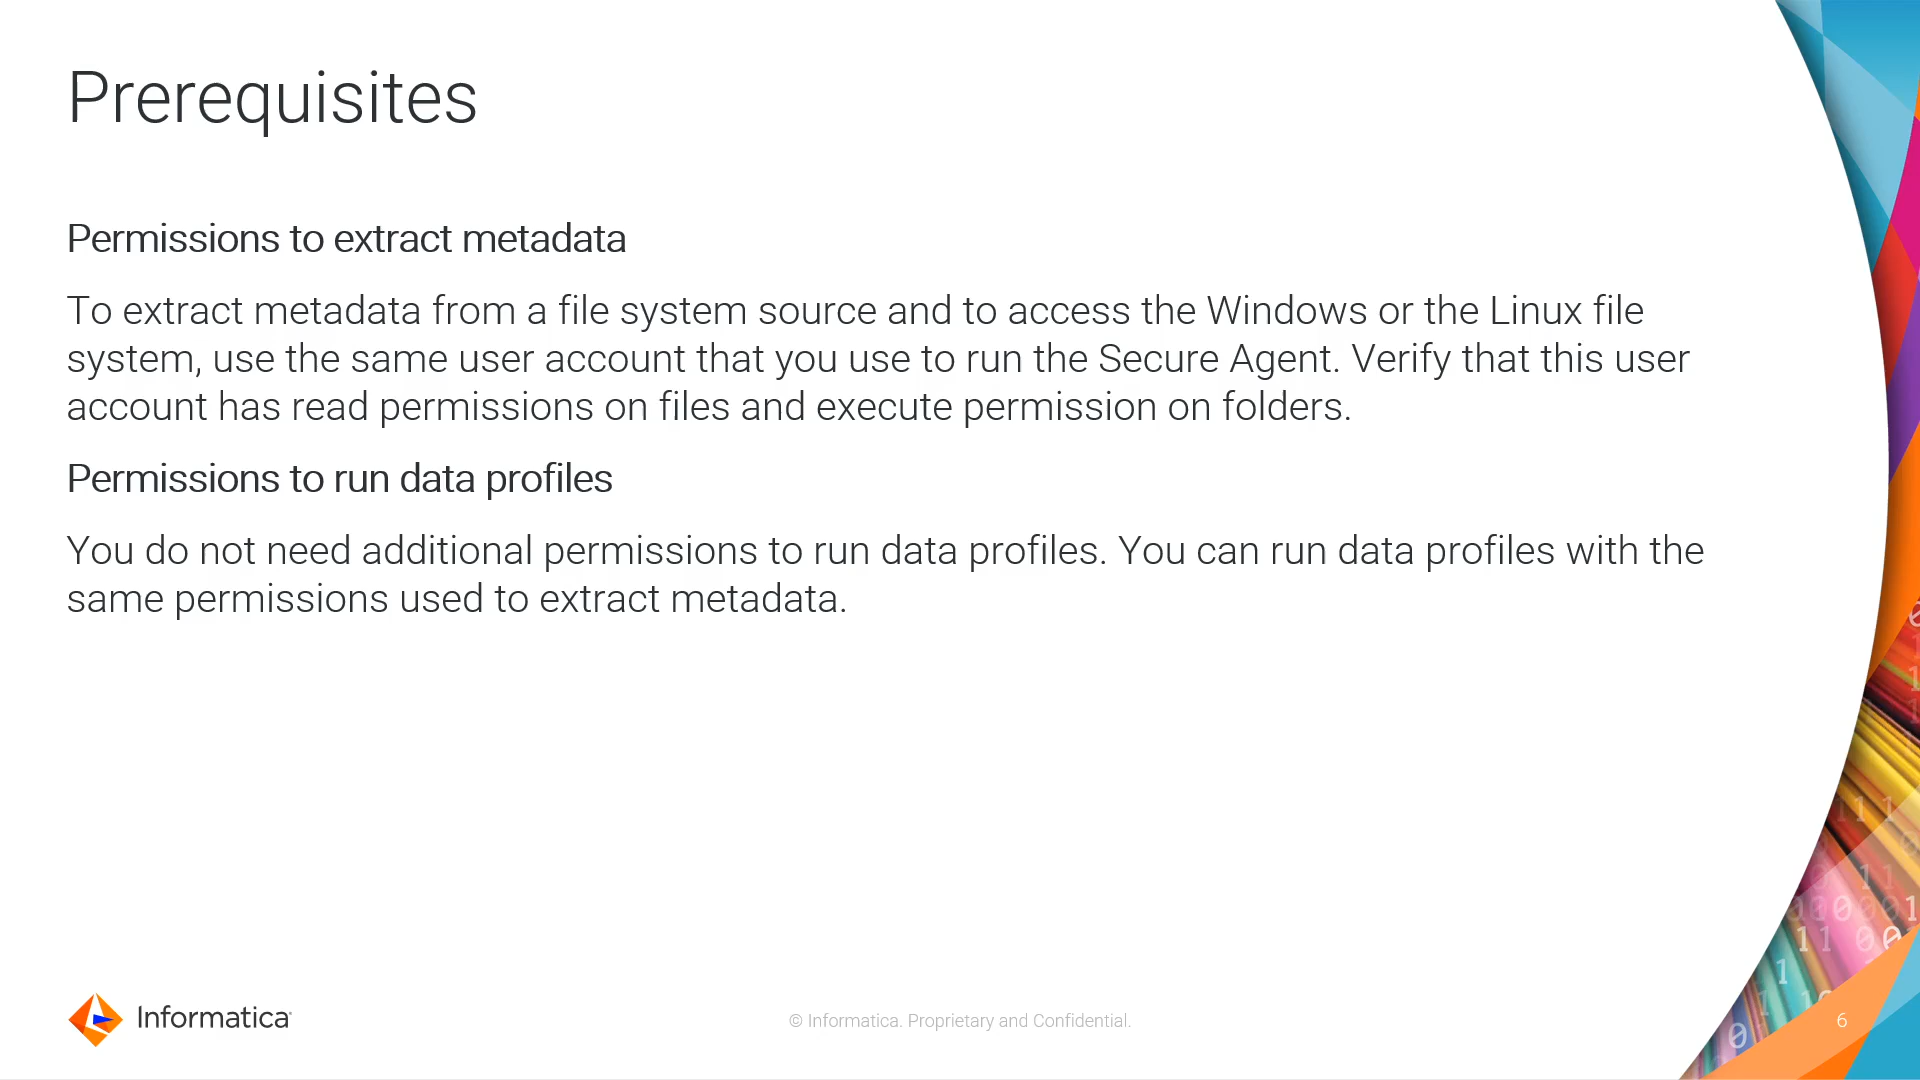 Prerequisites
Permissions to extract metadata
To extract metadata from a file system source and to access the Windows or the Linux file
system, use the same user account that you use to run the Secure Agent. Verify that this user
account has read permissions on files and execute permission on folders.
Permissions to run data profiles
You do not need additional permissions to run data profiles. You can run data profiles with the
same permissions used to extract metadata.
Informatica
© Informatica. Proprietary and Confidential.
6